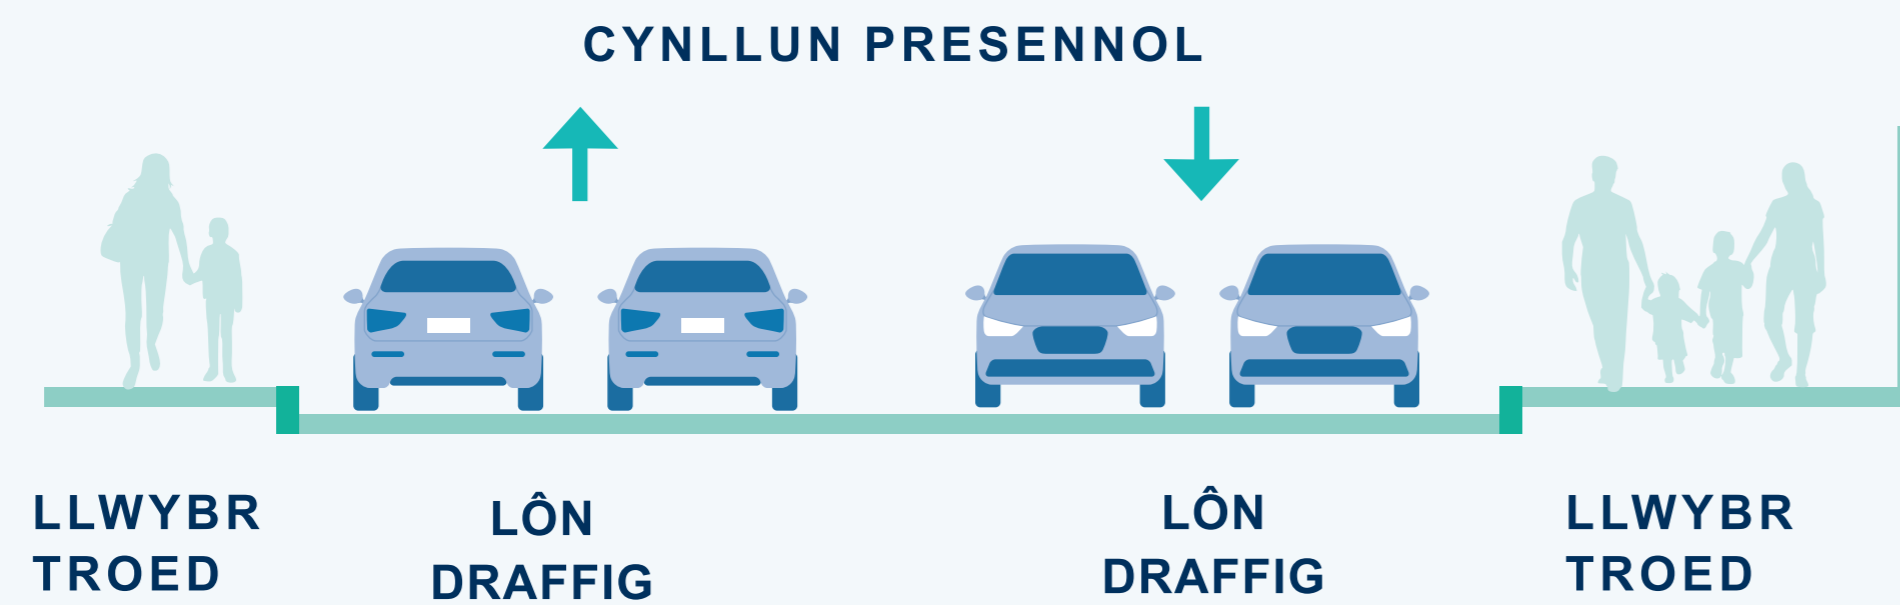 CYNLLUN PRESENNOL
LLWYBR
TROED
LÔN
DRAFFIG
LÔN
DRAFFIG
LLWYBR
TROED